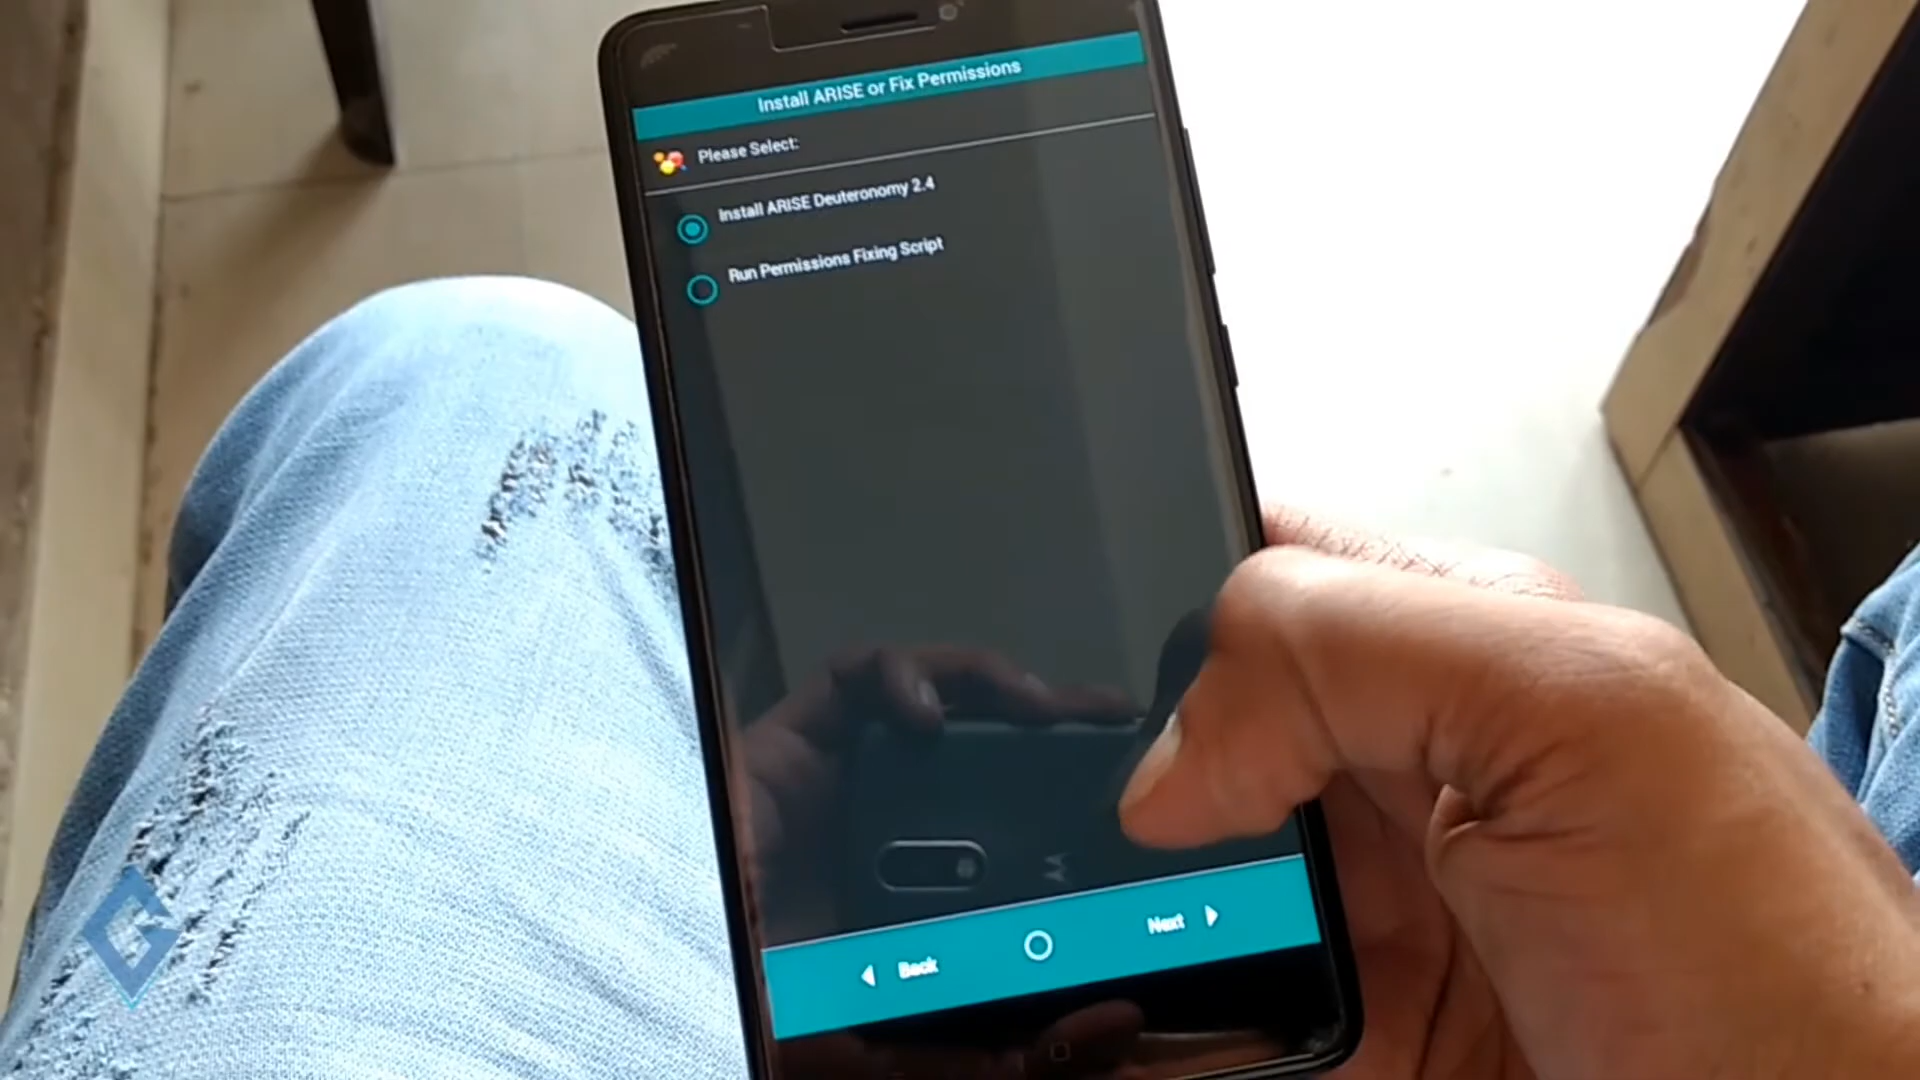 Install ARISE or Fix Permissions
Please Select:
Install ARISE Deuteronomy 2.4
Run Permissions Fixing Script
Back
Next